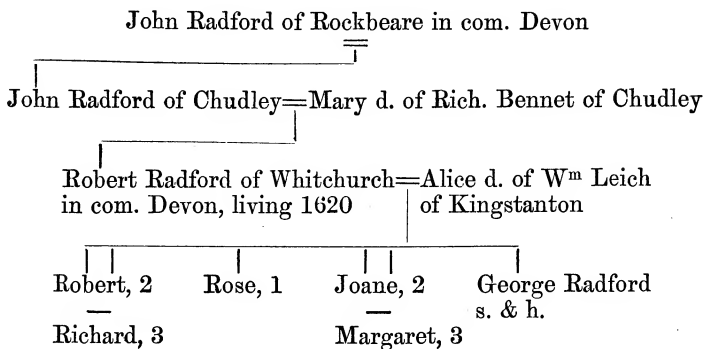 John Radford of Rockbeare in com. Devon
John Radford of Chudley=Mary d. of Rich. Bennet of Chudley
Robert Radford of Whitchurch=Alice d. of Wᵐ Leich
in com. Devon, living 1620 of Kingstanton
Robert, 2 Rose, 1 Joane, 2 George Radford
s. & h.
Richard, 3 Margaret, 3